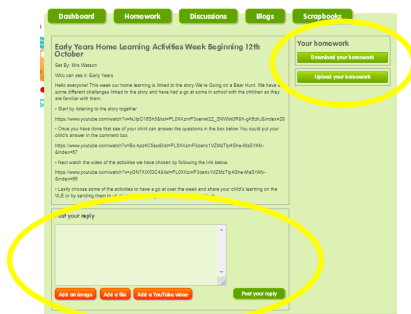 Dashboard Homework Discussions Blogs Scrapbooks
Early Years Home Learning Activities Week Beginning 12th
October
Set By: Mrs Watson
Who can see it: Early Years
Hello everyone! This week our home learning is linked to the story We're Going on a Bear Hunt. We have u
some different challenges linked to the story and have had a go at some in school with the children so they
are familiar with them.
- Start by listening to the story together
- Once you have done that see of your child can answer the questions in the box below You could put your
child's answer in the comment box
&index=67
- Next watch the video of the activities we have chosen by following the link below
&index=66
- Lastly choose some of the activities to have a go at over the week and share your child's learning on the
VLE or by sending them
Post your reply
Add an image Add a file Add a YouTube video Post your reply
Your homework
Download your homework
Upload your homework